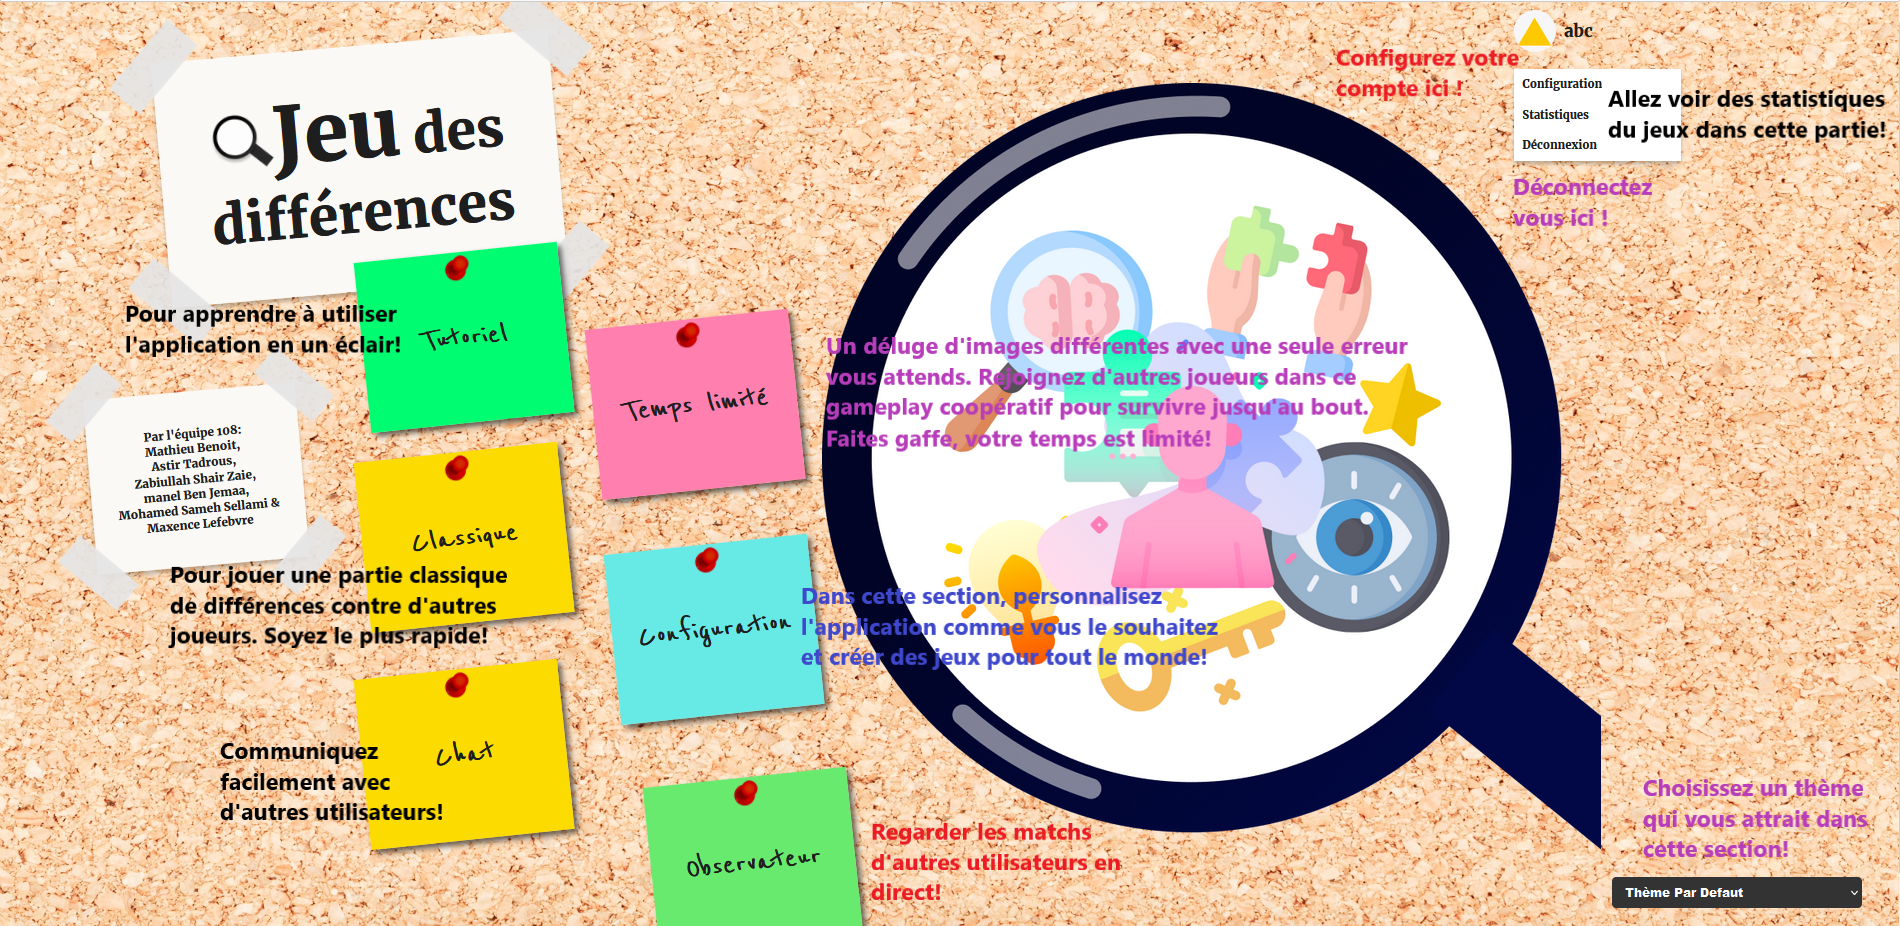 Jeu des
différences
Pour apprendre à utiliser
l'application en un éclair!
Tutoriel
Temps limité
Par l'équipe 108:
Mathieu Benoit,
Astir Tadrous,
Zabiullah Shair Zaie,
manel Ben Jemaa,
Mohamed Sameh Sellami &
Maxence Lefebvre
Classique
Pour jouer une partie classique
de différences contre d'autres
joueurs. Soyez le plus rapide!
Configuration
Chat
Communiquez
facilement avec
d'autres utilisateurs!
Observateur
Regarder les matchs
d'autres utilisateurs en
direct!
Un déluge d'images différentes avec une seule erreur
vous attends. Rejoignez d'autres joueurs dans ce
gameplay coopératif pour survivre jusqu'au bout.
Faites gaffe, votre temps est limité!
Dans cette section, personnalisez
l'application comme vous le souhaitez
et créer des jeux pour tout le monde!
abc
Configurez votre
compte ici !
Configuration
Statistiques
Déconnexion
Allez voir des statistiques
du jeux dans cette partie!
Déconnectez
vous ici !
Choisissez un thème
qui vous attrait dans
cette section!
Thème Par Defaut